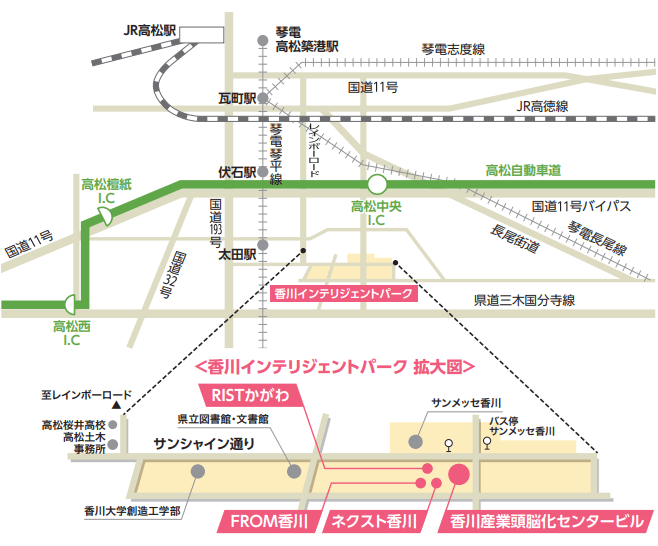 JR高松駅
琴電
高松築港駅
琴電志度線
国道11号
瓦町駅
JR高徳線
琴電琴平線
レインボーロード
伏石駅
高松自動車道
高松檀紙
I.C
高松中央
I.C
国道11号バイパス
国道193号
国道11号
長尾街道
琴電長尾線
太田駅
国道32号
香川インテリジェントパーク
県道三木国分寺線
高松西
I.C
<香川インテリジェントパーク 拡大図>
至レインボーロード
▲
RISTかがわ
サンメッセ香川
県立図書館・文書館
バス停
サンメッセ香川
高松桜井高校
高松土木
事務所
サンシャイン通り
香川大学創造工学部
FROM香川
ネクスト香川
香川産業頭脳化センタービル